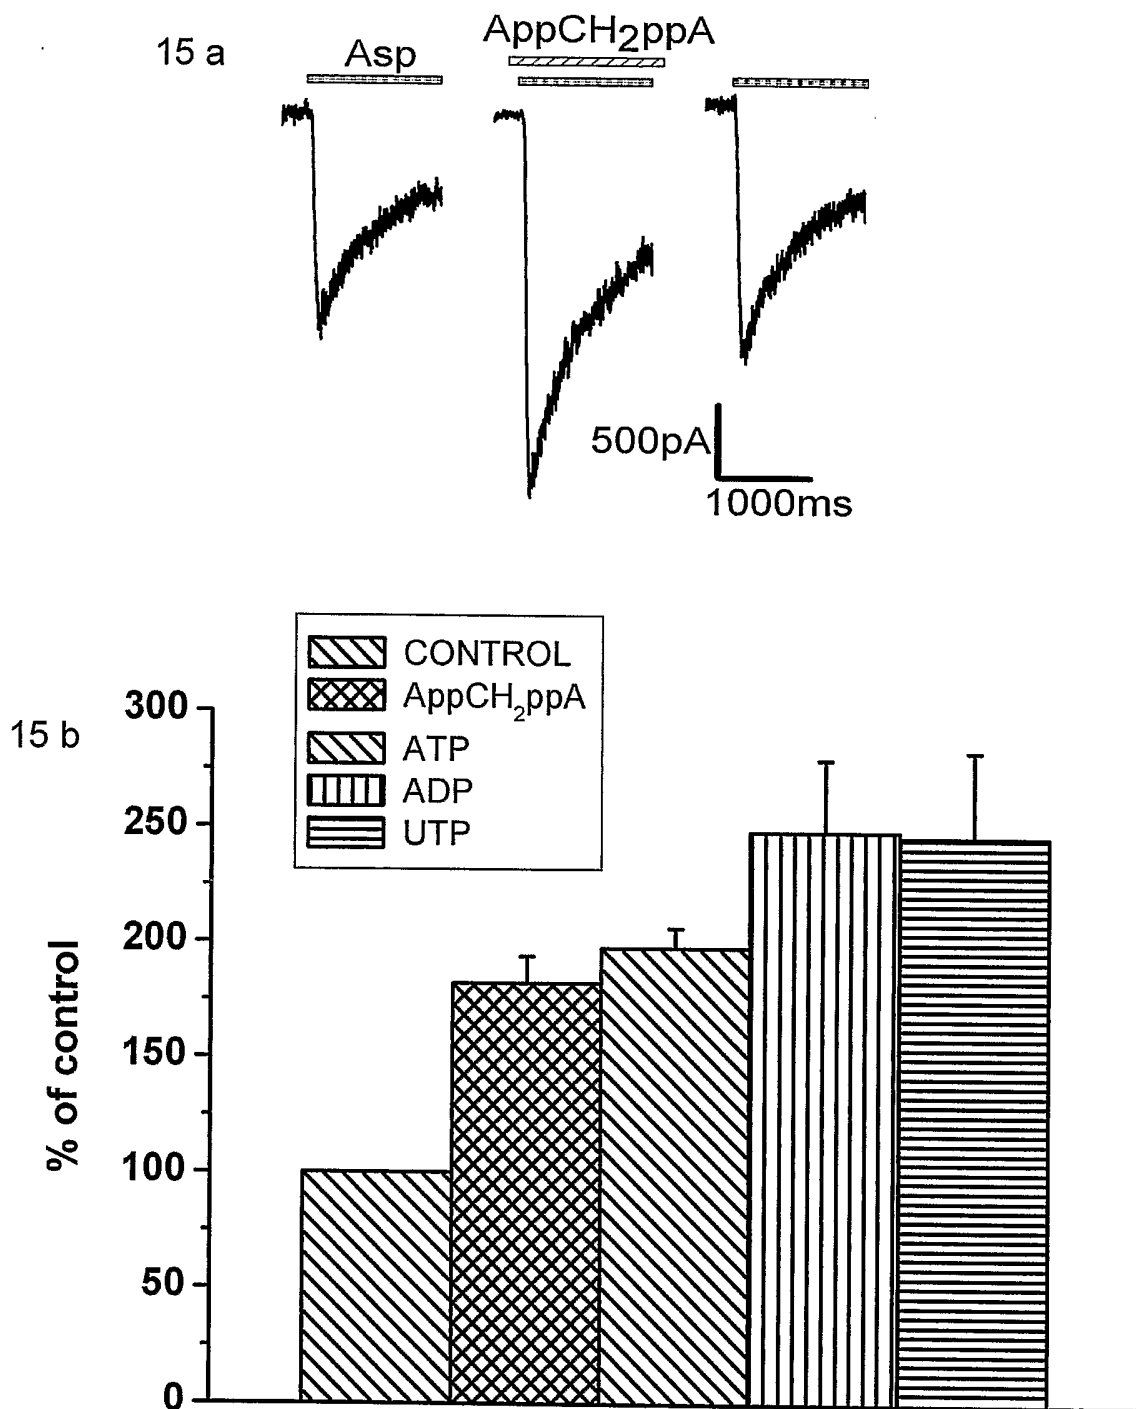 15 a
Asp
AppCH2ppA
500pA
1000ms
15 b
CONTROL
AppCH2ppA
ATP
ADP
UTP
% of control
300
250
200
150
100
50
0